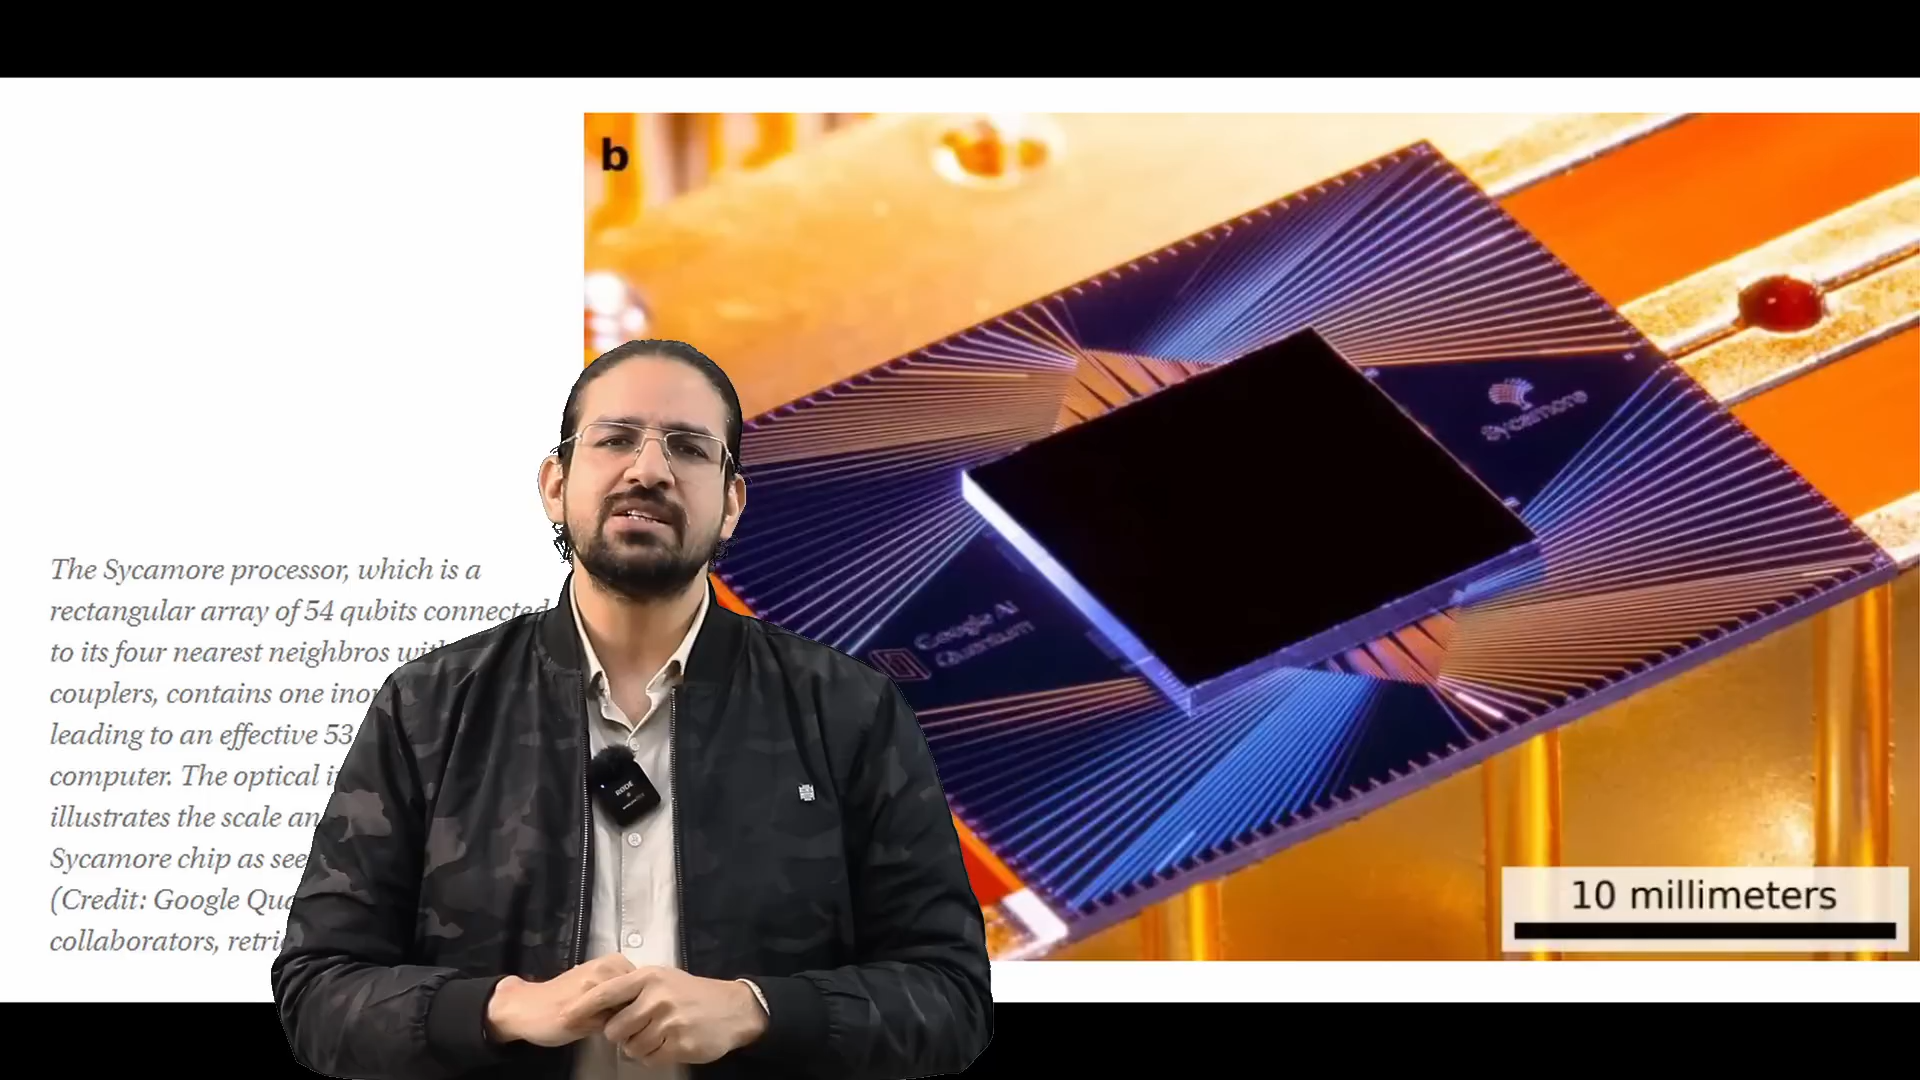 b
Sycamore
The Sycamore processor, which is a
rectangular array of 54 qubits connected
to its four nearest neighbros with
couplers, contains one
leading to an effective 53
computer. The optical
illustrates the scale
Sycamore chip as
(Credit: Google
collaborators,
Google AI
Quantum
RODE
10 millimeters